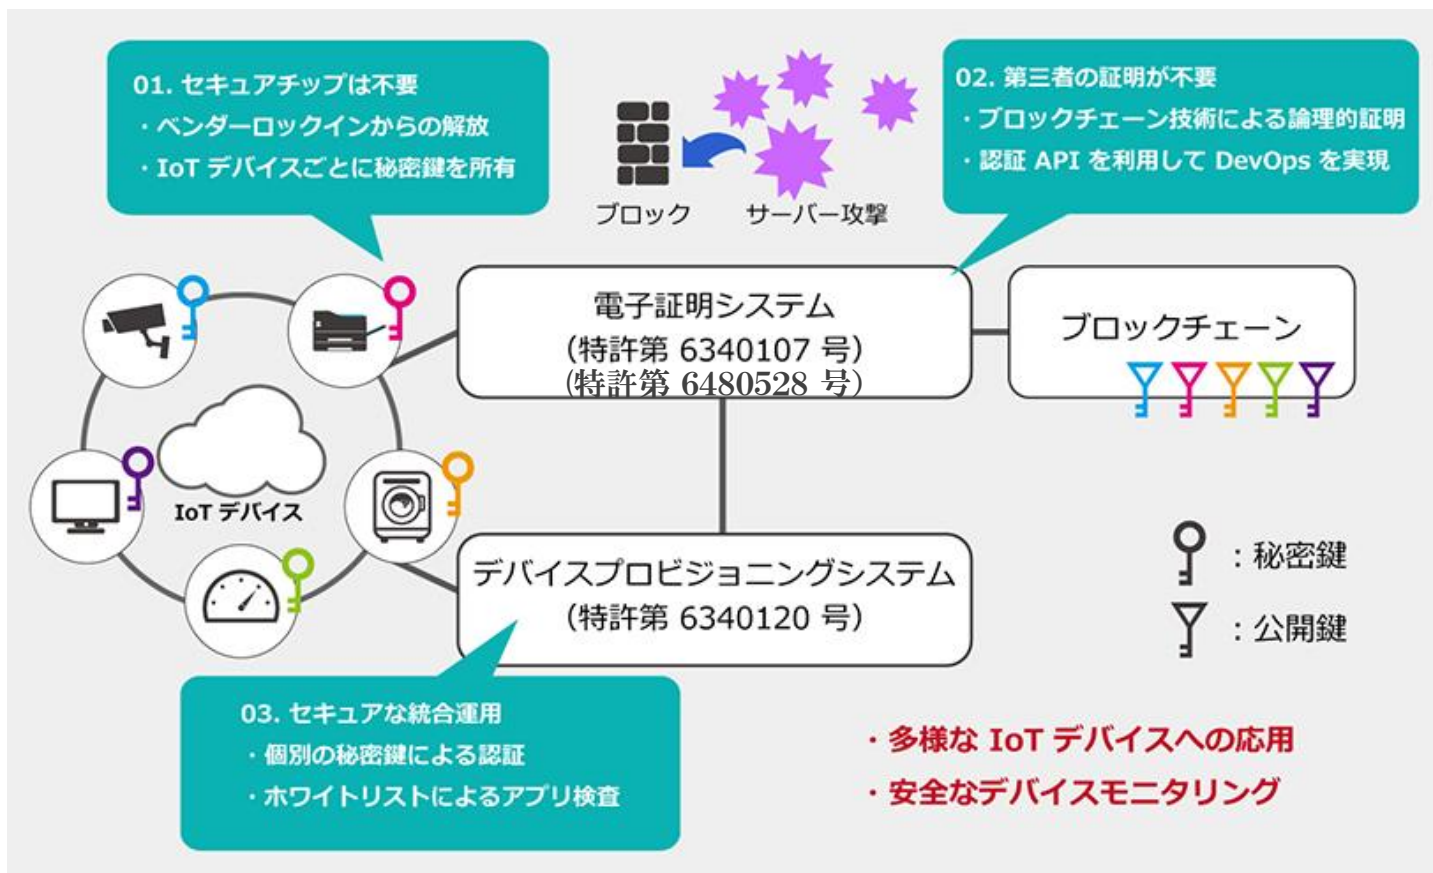 01. セキュアチップは不要
・ベンダーロックインからの解放
・IoT デバイスごとに秘密鍵を所有
ブロック
サーバー攻撃
02. 第三者の証明が不要
・ブロックチェーン技術による論理的証明
・認証 API を利用して DevOps を実現
電子証明システム
（特許第 6340107 号）
（特許第 6480528 号）
ブロックチェーン
IoT デバイス
デバイスプロビジョニングシステム
（特許第 6340120 号）
：秘密鍵
：公開鍵
03. セキュアな統合運用
・個別の秘密鍵による認証
・ホワイトリストによるアプリ検査
・多様な IoT デバイスへの応用
・安全なデバイスモニタリング